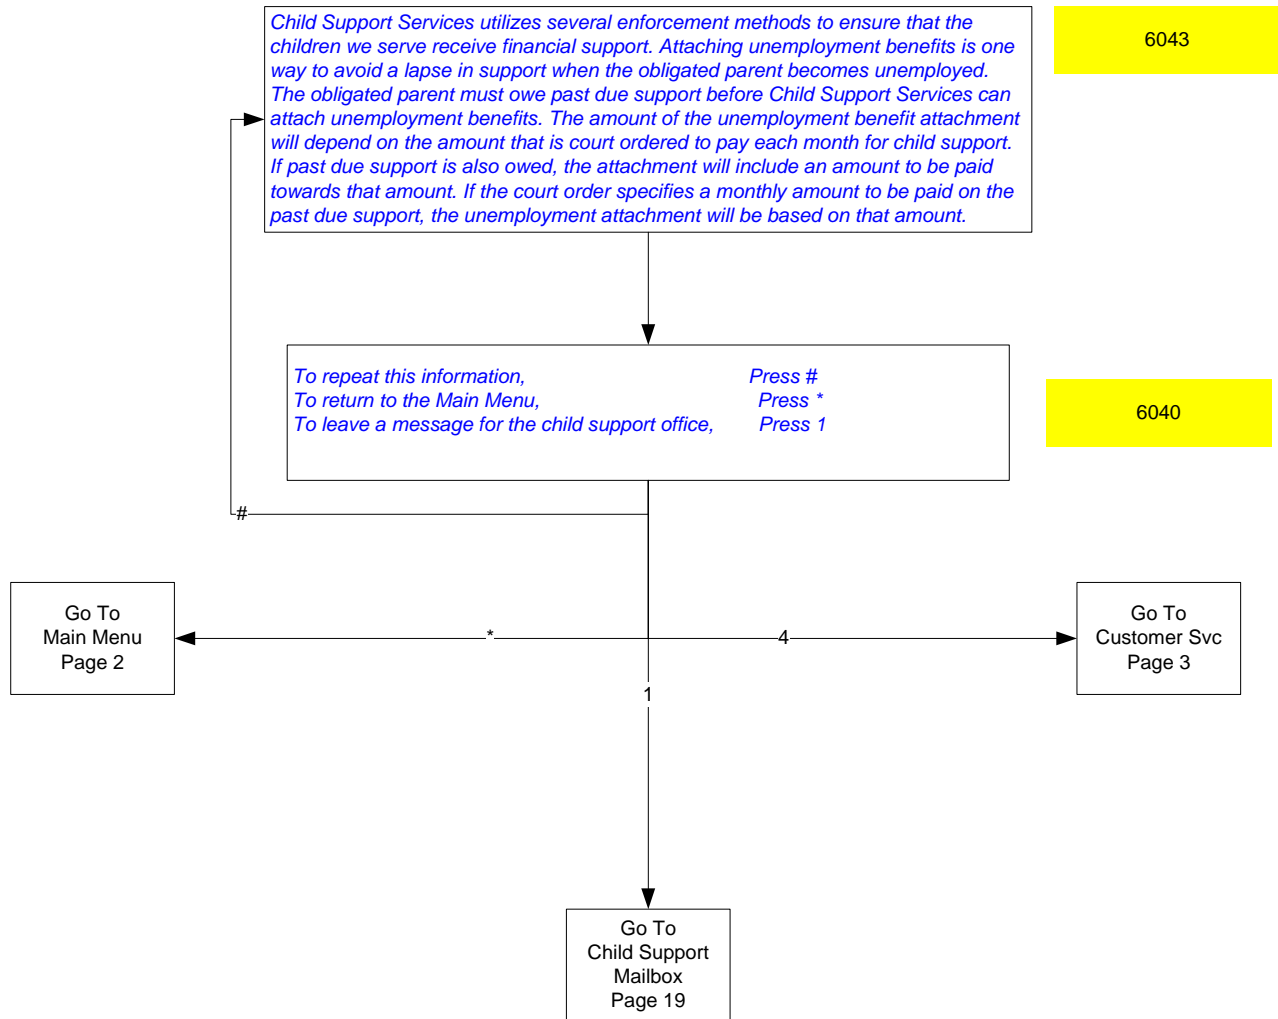 Child Support Services utilizes several enforcement methods to ensure that the
children we serve receive financial support. Attaching unemployment benefits is one
way to avoid a lapse in support when the obligated parent becomes unemployed.
The obligated parent must owe past due support before Child Support Services can
attach unemployment benefits. The amount of the unemployment benefit attachment
will depend on the amount that is court ordered to pay each month for child support.
If past due support is also owed, the attachment will include an amount to be paid
towards that amount. If the court order specifies a monthly amount to be paid on the
past due support, the unemployment attachment will be based on that amount.
6043
To repeat this information, Press #
To return to the Main Menu, Press *
To leave a message for the child support office, Press 1
6040
#
Go To
Main Menu
Page 2
*
4
Go To
Customer Svc
Page 3
1
Go To
Child Support
Mailbox
Page 19